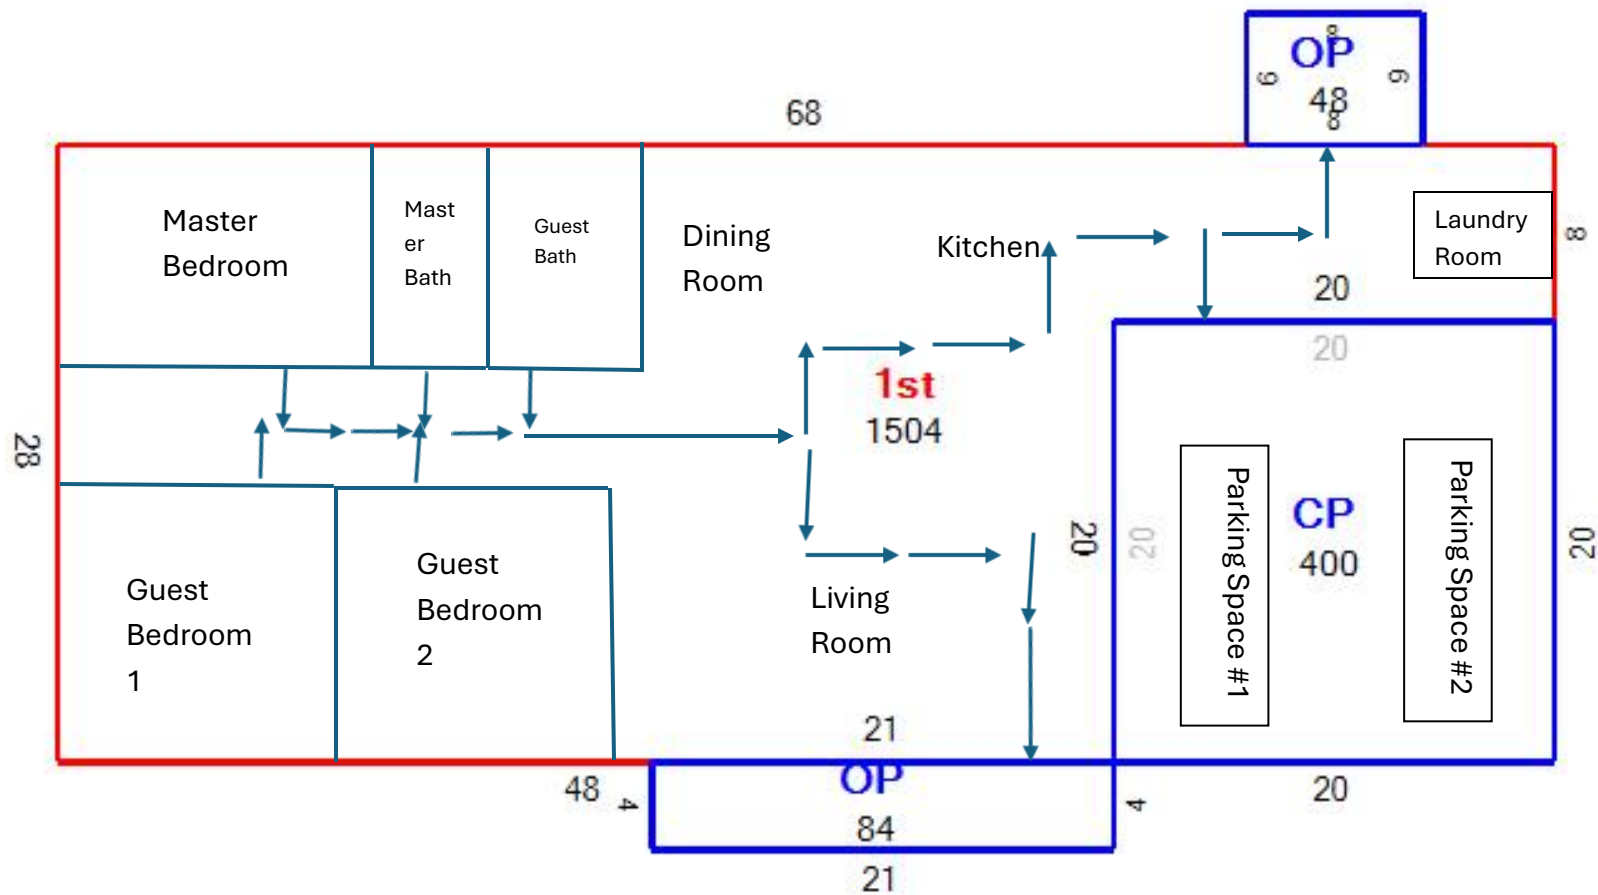 8
OP
6
6
48
8
68
Master
Bedroom
Mast
er
Bath
Guest
Bath
Dining
Room
Kitchen
Laundry
Room
8
20
20
1st
1504
28
20
20
CP
400
Parking Space #1
Parking Space #2
20
Guest
Bedroom
1
Guest
Bedroom
2
Living
Room
21
48
4
OP
84
4
20
21